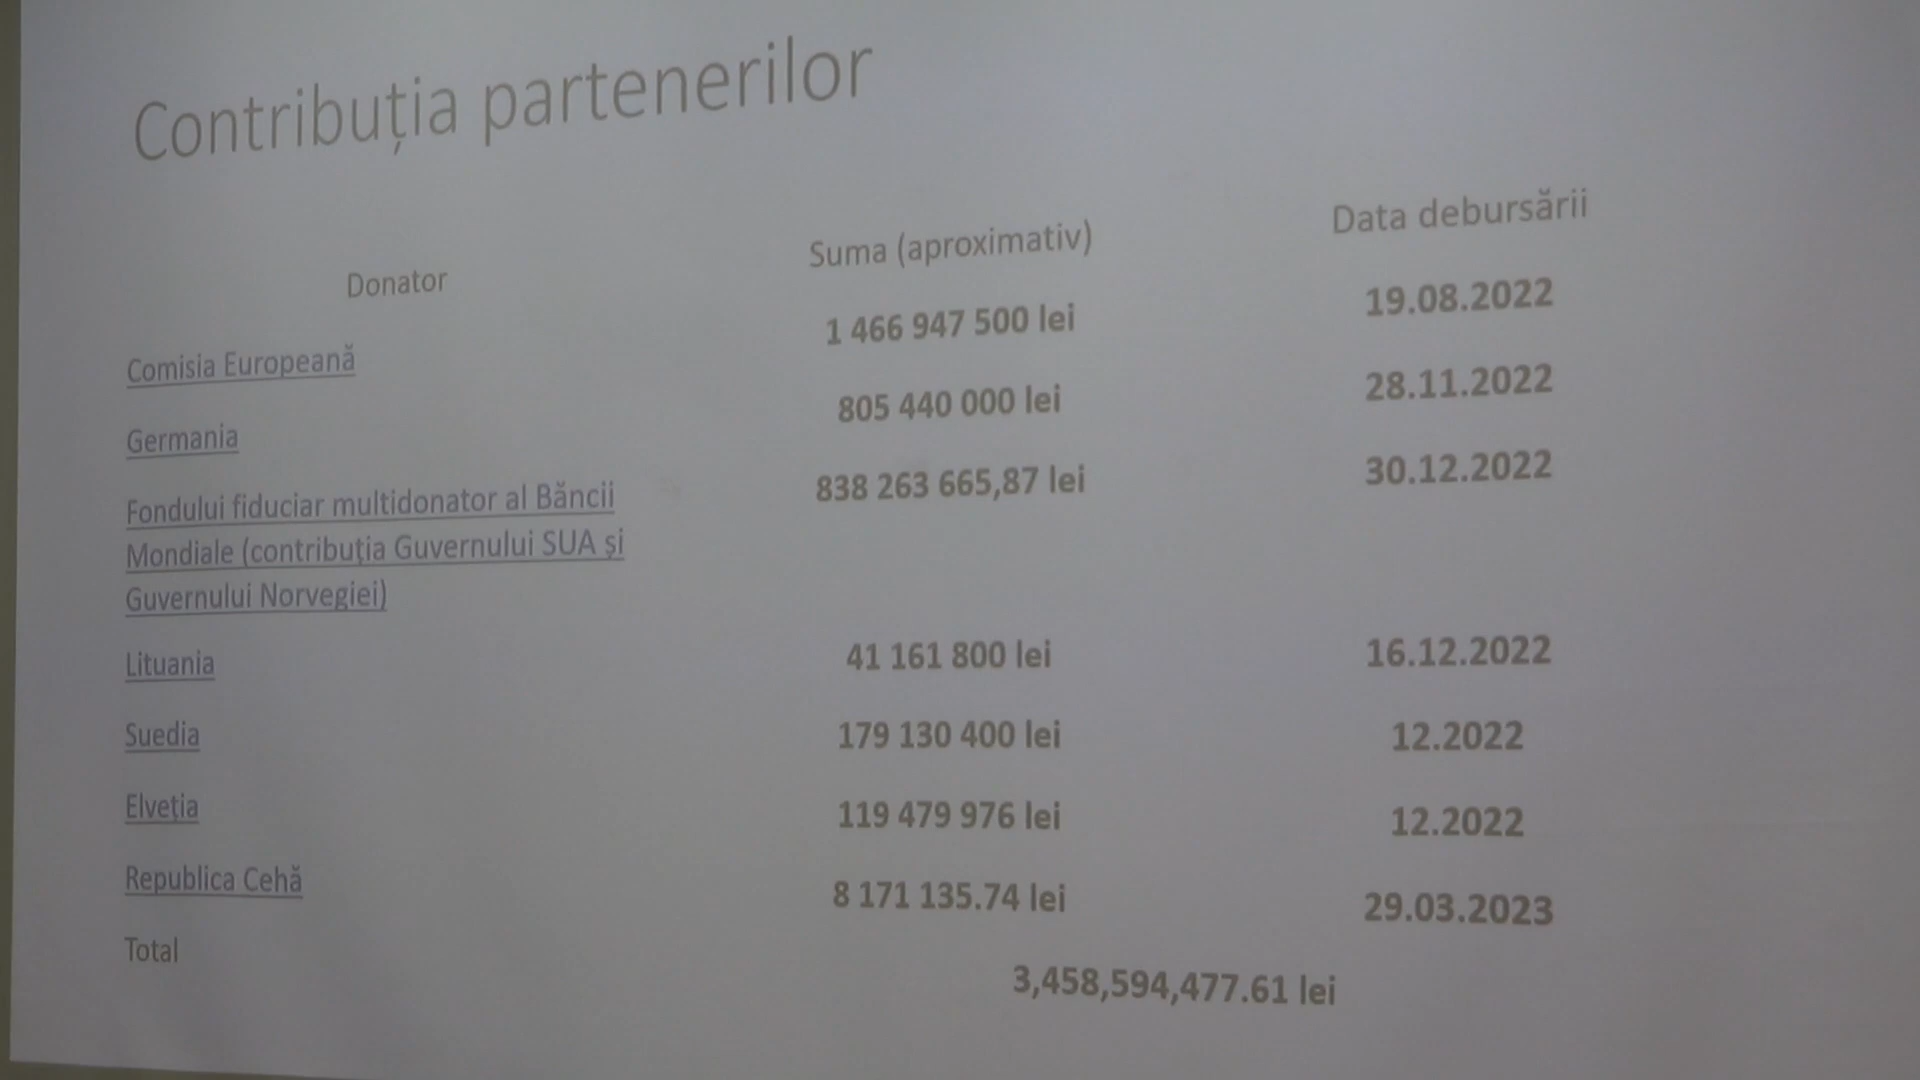 Contribuția partenerilor
Donator Suma (aproximativ) Data debursării
Comisia Europeană 1 466 947 500 lei 19.08.2022
Germania 805 440 000 lei 28.11.2022
Fondului fiduciar multidonator al Băncii 838 263 665,87 lei 30.12.2022
Mondiale (contribuția Guvernului SUA și
Guvernului Norvegiei)
Lituania 41 161 800 lei 16.12.2022
Suedia 179 130 400 lei 12.2022
Elveția 119 479 976 lei 12.2022
Republica Cehă 8 171 135.74 lei 29.03.2023
Total 3,458,594,477.61 lei